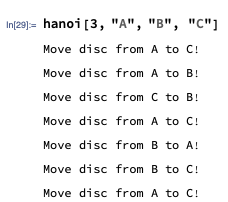 In[29]:= hanoi[3, "A", "B", "C"]
Move disc from A to C!
Move disc from A to B!
Move disc from C to B!
Move disc from A to C!
Move disc from B to A!
Move disc from B to C!
Move disc from A to C!